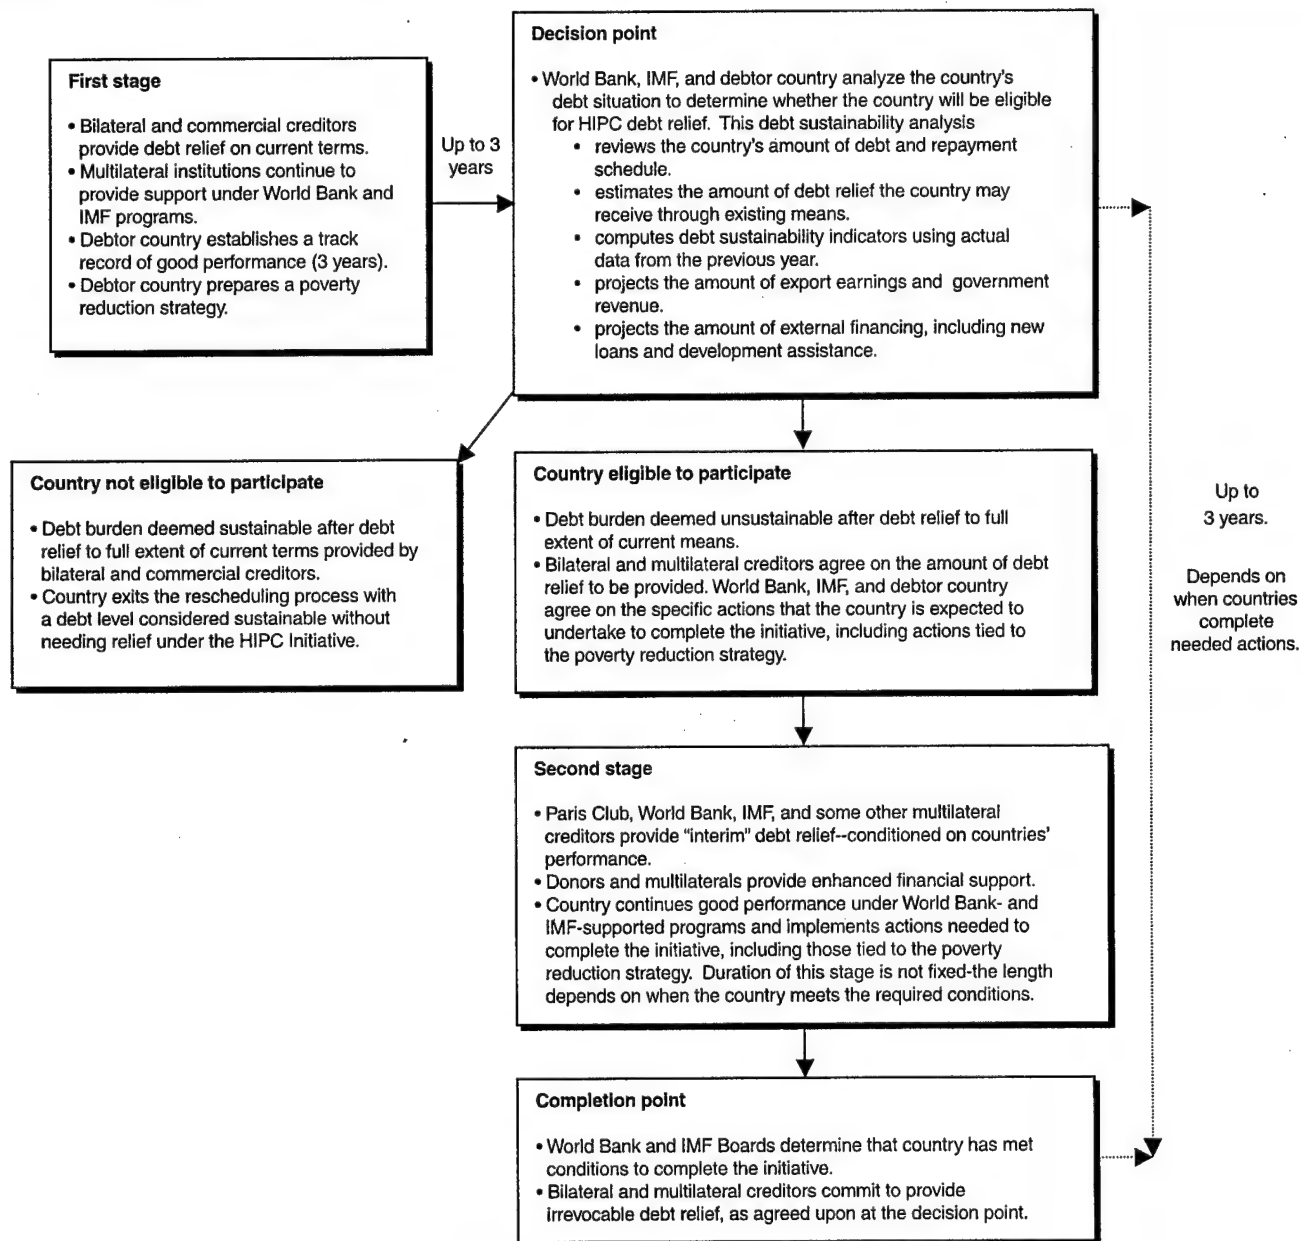 First stage
• Bilateral and commercial creditors
provide debt relief on current terms.
• Multilateral institutions continue to
provide support under World Bank and
IMF programs.
• Debtor country establishes a track
record of good performance (3 years).
• Debtor country prepares a poverty
reduction strategy.
Up to 3
years
Decision point
• World Bank, IMF, and debtor country analyze the country's
debt situation to determine whether the country will be eligible
for HIPC debt relief. This debt sustainability analysis
• reviews the country's amount of debt and repayment
schedule.
• estimates the amount of debt relief the country may
receive through existing means.
• computes debt sustainability indicators using actual
data from the previous year.
• projects the amount of export earnings and government
revenue.
• projects the amount of external financing, including new
loans and development assistance.
Country not eligible to participate
• Debt burden deemed sustainable after debt
relief to full extent of current terms provided by
bilateral and commercial creditors.
• Country exits the rescheduling process with
a debt level considered sustainable without
needing relief under the HIPC Initiative.
Country eligible to participate
• Debt burden deemed unsustainable after debt relief to full
extent of current means.
• Bilateral and multilateral creditors agree on the amount of debt
relief to be provided. World Bank, IMF, and debtor country
agree on the specific actions that the country is expected to
undertake to complete the initiative, including actions tied to
the poverty reduction strategy.
Up to
3 years.
Depends on
when countries
complete
needed actions.
Second stage
• Paris Club, World Bank, IMF, and some other multilateral
creditors provide "interim" debt relief--conditioned on countries'
performance.
• Donors and multilaterals provide enhanced financial support.
• Country continues good performance under World Bank- and
IMF-supported programs and implements actions needed to
complete the initiative, including those tied to the poverty
reduction strategy. Duration of this stage is not fixed-the length
depends on when the country meets the required conditions.
Completion point
• World Bank and IMF Boards determine that country has met
conditions to complete the initiative.
• Bilateral and multilateral creditors commit to provide
irrevocable debt relief, as agreed upon at the decision point.